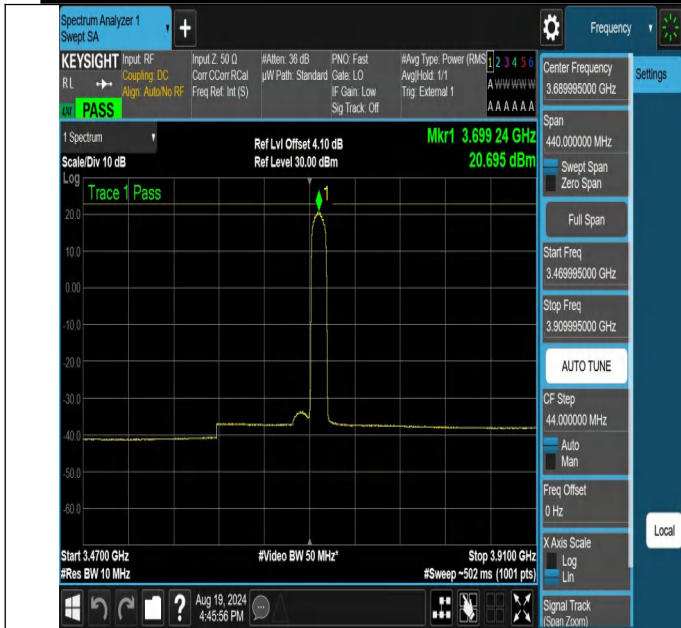 Spectrum Analyzer 1
Swept SA
+
Frequency
KEYSIGHT
RL
LXI
PASS
Input: RF
Coupling: DC
Align: Auto/No RF
Input Z: 50 Ω
Corr CCorr RCal
Freq Ref: Int (S)
#Atten: 36 dB
µW Path: Standard
PNO: Fast
Gate: LO
IF Gain: Low
Sig Track: Off
#Avg Type: Power (RMS
Avg|Hold: 1/1
Trig: External 1
1 2 3 4 5 6
A W W W W W
A A A A A A
1 Spectrum
Scale/Div 10 dB
Log
Ref Lvl Offset 4.10 dB
Ref Level 30.00 dBm
Mkr1 3.699 24 GHz
20.695 dBm
Trace 1 Pass
1
20.0
10.0
0.00
-10.0
-20.0
-30.0
-40.0
-50.0
-60.0
Start 3.4700 GHz
#Res BW 10 MHz
#Video BW 50 MHz*
Stop 3.9100 GHz
#Sweep ~502 ms (1001 pts)
Aug 19, 2024
4:45:56 PM
?
Center Frequency
3.689995000 GHz
Span
440.000000 MHz
Swept Span
Zero Span
Full Span
Start Freq
3.469995000 GHz
Stop Freq
3.909995000 GHz
AUTO TUNE
CF Step
44.000000 MHz
Auto
Man
Freq Offset
0 Hz
X Axis Scale
Log
Lin
Signal Track
(Span Zoom)
Settings
Local